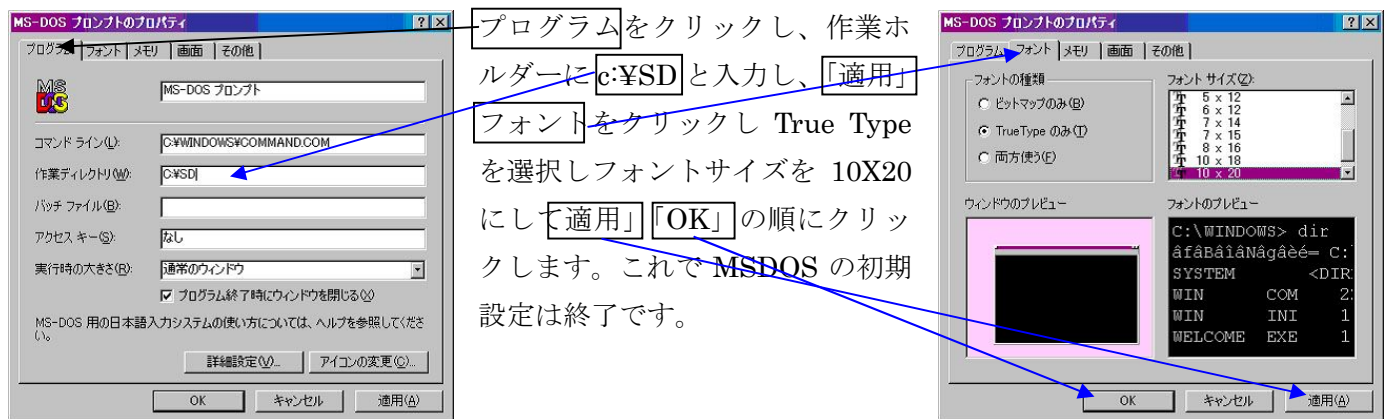 MS-DOS プロンプトのプロパティ
プログラム フォント メモリ 画面 その他
MS-DOS プロンプト
コマンド ライン(L): C:¥WINDOWS¥COMMAND.COM
作業ディレクトリ(W): C:¥SD
バッチ ファイル(B):
アクセス キー(S): なし
実行時の大きさ(R): 通常のウィンドウ
プログラム終了時にウィンドウを閉じる(X)
MS-DOS 用の日本語入力システムの使い方については、ヘルプを参照してくださ
い。
詳細設定(V)... アイコンの変更(C)...
OK キャンセル 適用(A)
プログラムをクリックし、作業ホ
ルダーに c:¥SD と入力し、「適用」
フォントをクリックし True Type
を選択しフォントサイズを 10X20
にして適用」「OK」の順にクリッ
クします。これで MSDOS の初期
設定は終了です。
MS-DOS プロンプトのプロパティ
プログラム フォント メモリ 画面 その他
フォントの種類
ビットマップのみ(B)
TrueType のみ(T)
両方使う(F)
フォント サイズ(Z):
5 x 12
6 x 12
7 x 14
7 x 15
8 x 16
10 x 18
10 x 20
ウィンドウのプレビュー
フォントのプレビュー
C:\WINDOWS> dir
SYSTEM <DIR
WIN COM 2
WIN INI 1
WELCOME EXE 1
OK キャンセル 適用(A)